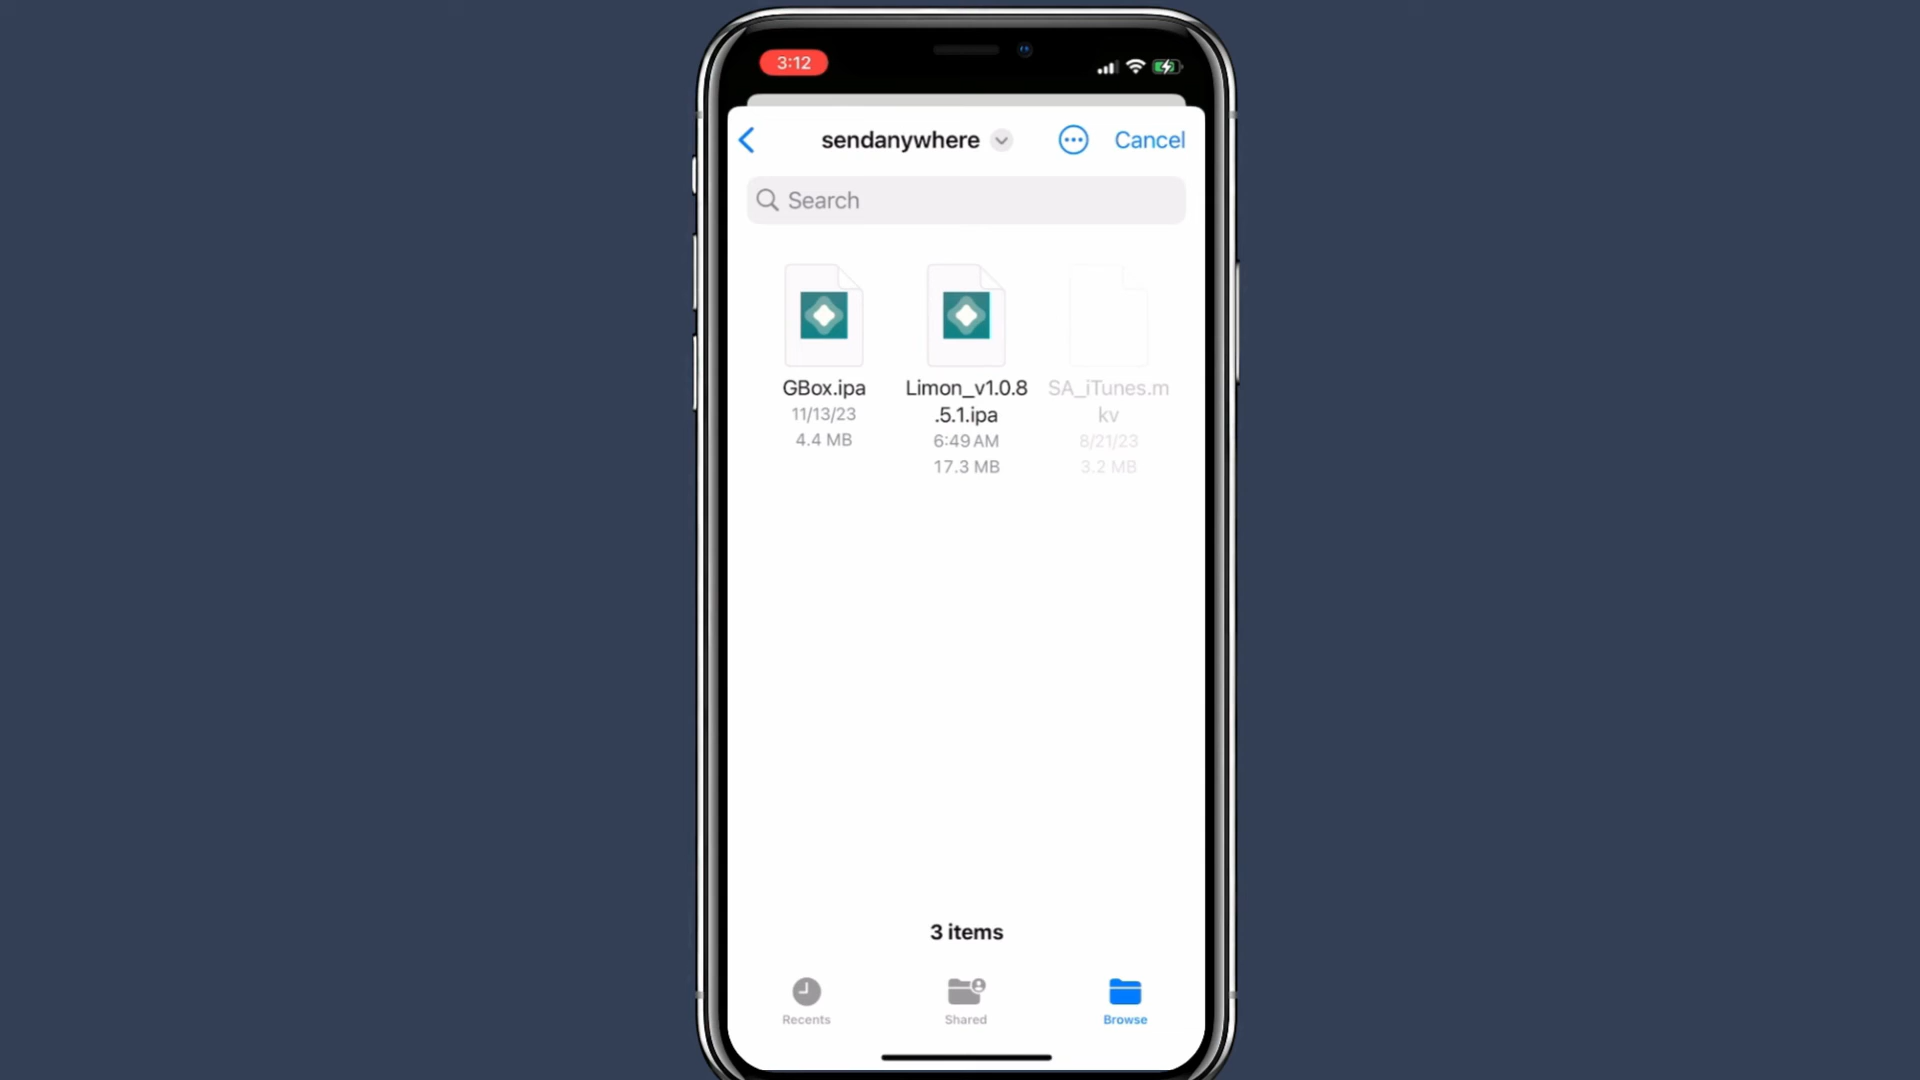 3:12
sendanywhere
Cancel
Search
GBox.ipa
11/13/23
4.4 MB
Limon_v1.0.8
.5.1.ipa
6:49 AM
17.3 MB
SA_iTunes.m
kv
8/21/23
3.2 MB
3 items
Recents
Shared
Browse